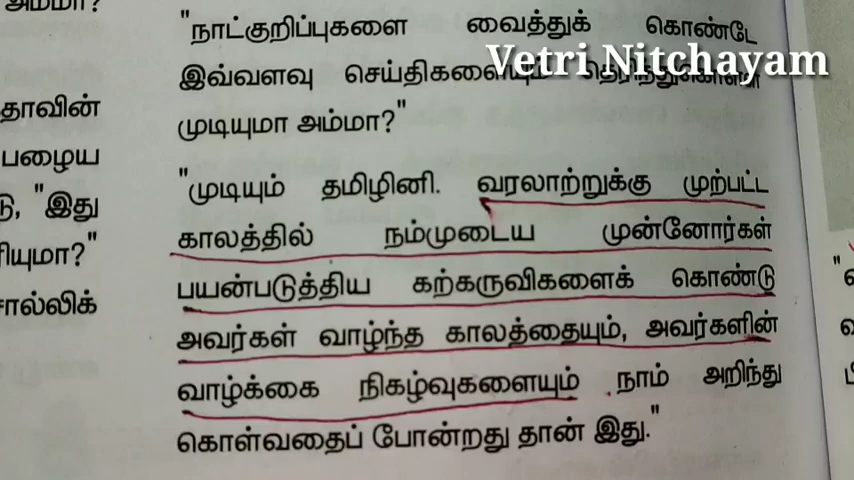 அம்மா?
தாவின்
பழைய
டு, "இது
ரியுமா?"
சால்லிக்
"நாட்குறிப்புகளை வைத்துக் கொண்டே
இவ்வளவு செய்திகளையும்
முடியுமா அம்மா?"
"முடியும் தமிழினி. வரலாற்றுக்கு முற்பட்ட
காலத்தில் நம்முடைய முன்னோர்கள்
பயன்படுத்திய கற்கருவிகளைக் கொண்டு
அவர்கள் வாழ்ந்த காலத்தையும், அவர்களின்
வாழ்க்கை நிகழ்வுகளையும் நாம் அறிந்து
கொள்வதைப் போன்றது தான் இது."
Vetri Nitchayam